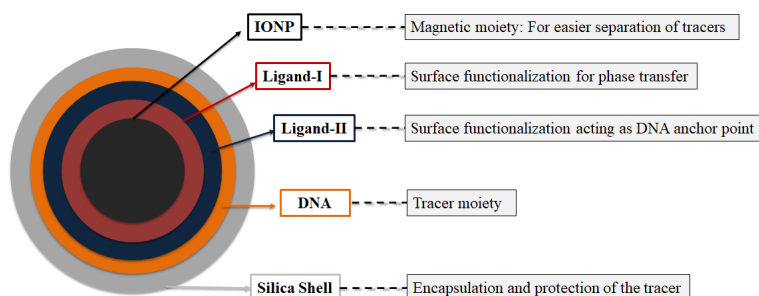 IONP Magnetic moiety: For easier separation of tracers
Ligand-I Surface functionalization for phase transfer
Ligand-II Surface functionalization acting as DNA anchor point
DNA Tracer moiety
Silica Shell Encapsulation and protection of the tracer